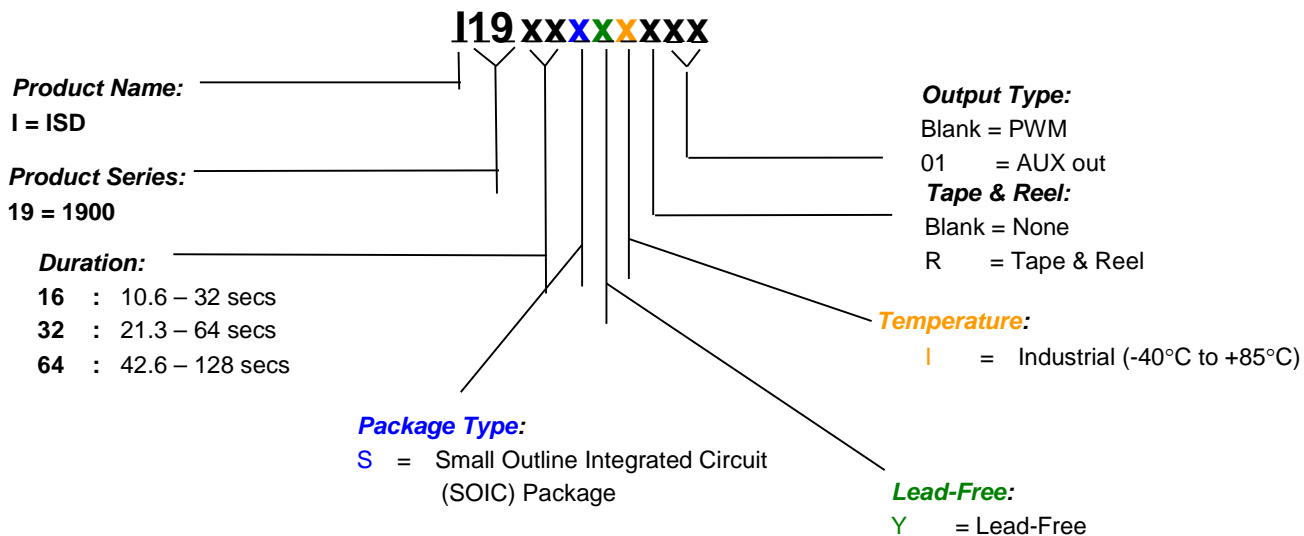 I19 xxxxxxxx
Product Name:
I = ISD
Product Series:
19 = 1900
Duration:
16 : 10.6 – 32 secs
32 : 21.3 – 64 secs
64 : 42.6 – 128 secs
Package Type:
S = Small Outline Integrated Circuit
(SOIC) Package
Output Type:
Blank = PWM
01 = AUX out
Tape & Reel:
Blank = None
R = Tape & Reel
Temperature:
I = Industrial (-40°C to +85°C)
Lead-Free:
Y = Lead-Free